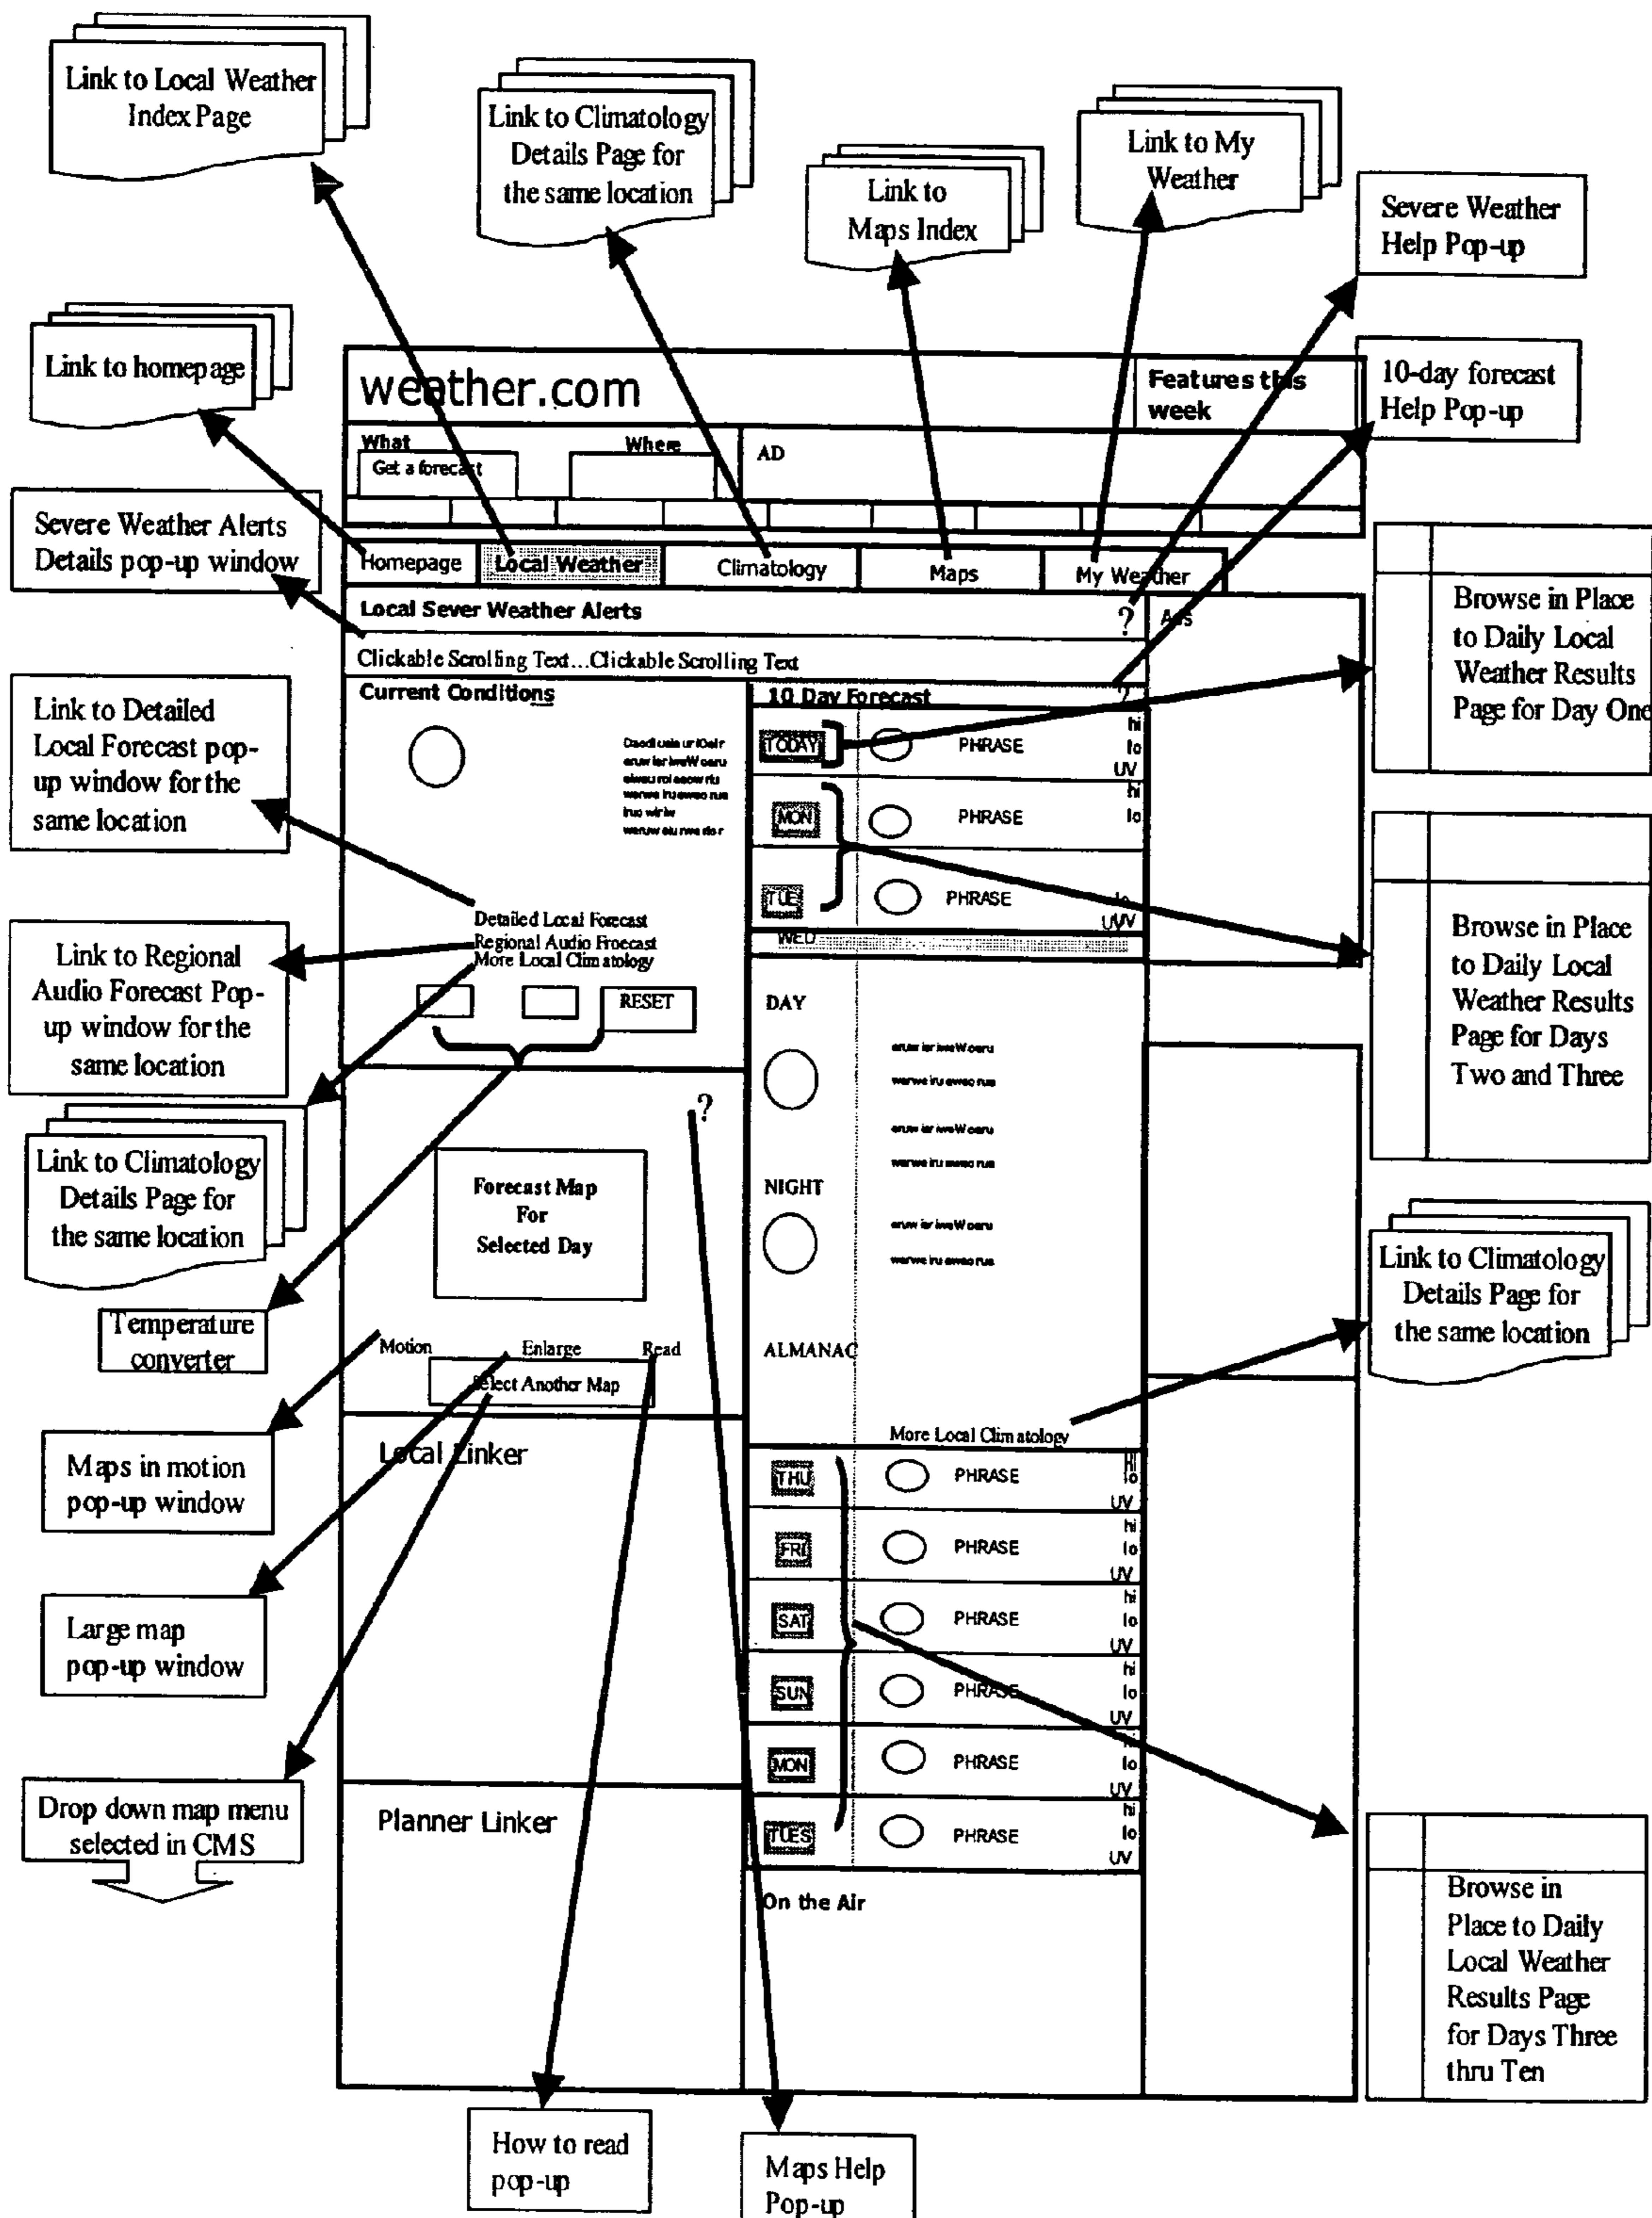 Link to Local Weather
Index Page
Link to Climatology
Details Page for
the same location
Link to
Maps Index
Link to My
Weather
Severe Weather
Help Pop-up
Link to homepage
10-day forecast
Help Pop-up
weather.com
Features this
week
What
Where
AD
Get a forecast
Severe Weather Alerts
Details pop-up window
Homepage
Local Weather
Climatology
Maps
My Weather
Local Sever Weather Alerts
?
Clickable Scrolling Text...Clickable Scrolling Text
Browse in Place
to Daily Local
Weather Results
Page for Day One
Link to Detailed
Local Forecast pop-
up window for the
same location
Current Conditions
10 Day Forecast
?
TODAY
PHRASE
hi
lo
UV
MON
PHRASE
hi
lo
TUE
PHRASE
lo
UV
WED
Browse in Place
to Daily Local
Weather Results
Page for Days
Two and Three
Detailed Local Forecast
Regional Audio Froecast
More Local Climatology
RESET
Link to Regional
Audio Forecast Pop-
up window for the
same location
DAY
NIGHT
ALMANAC
More Local Climatology
Link to Climatology
Details Page for
the same location
?
Forecast Map
For
Selected Day
Temperature
converter
Motion
Enlarge
Read
Select Another Map
Link to Climatology
Details Page for
the same location
Maps in motion
pop-up window
Local Linker
THU
PHRASE
hi
lo
UV
FRI
PHRASE
hi
lo
UV
SAT
PHRASE
hi
lo
UV
SUN
PHRASE
hi
lo
UV
MON
PHRASE
hi
lo
UV
TUES
PHRASE
hi
lo
UV
Large map
pop-up window
Drop down map menu
selected in CMS
Planner Linker
On the Air
Browse in
Place to Daily
Local Weather
Results Page
for Days Three
thru Ten
How to read
pop-up
Maps Help
Pop-up